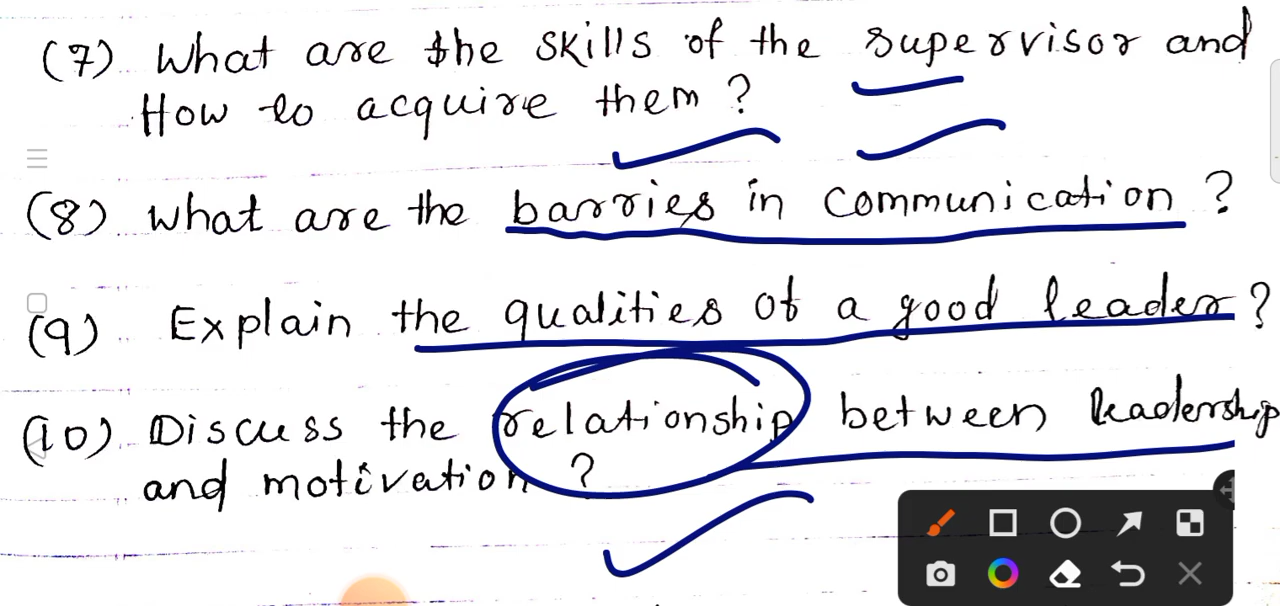 (7) What are the skills of the supervisor and
How to acquire them ?
(8) what are the barries in communication ?
(9) Explain the qualities of a good leader ?
(10) Discuss the relationship between leadership
and motivation ?